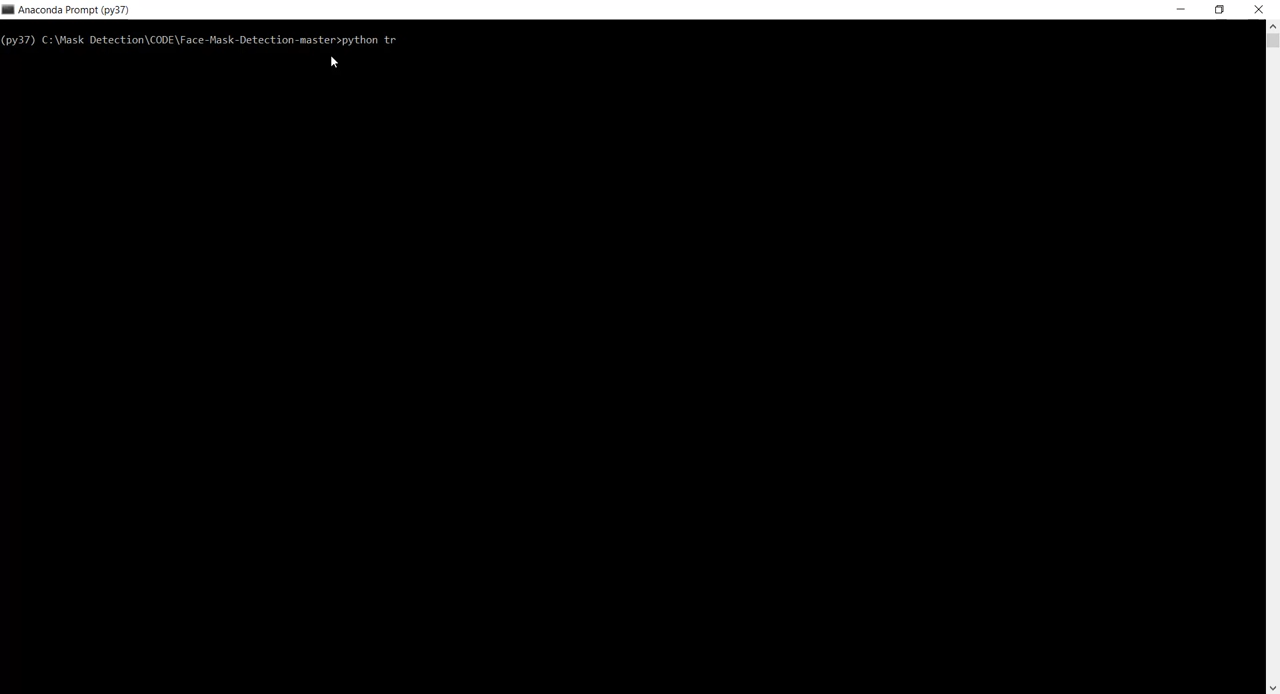 Anaconda Prompt (py37)
(py37) C:\Mask Detection\CODE\Face-Mask-Detection-master>python tr